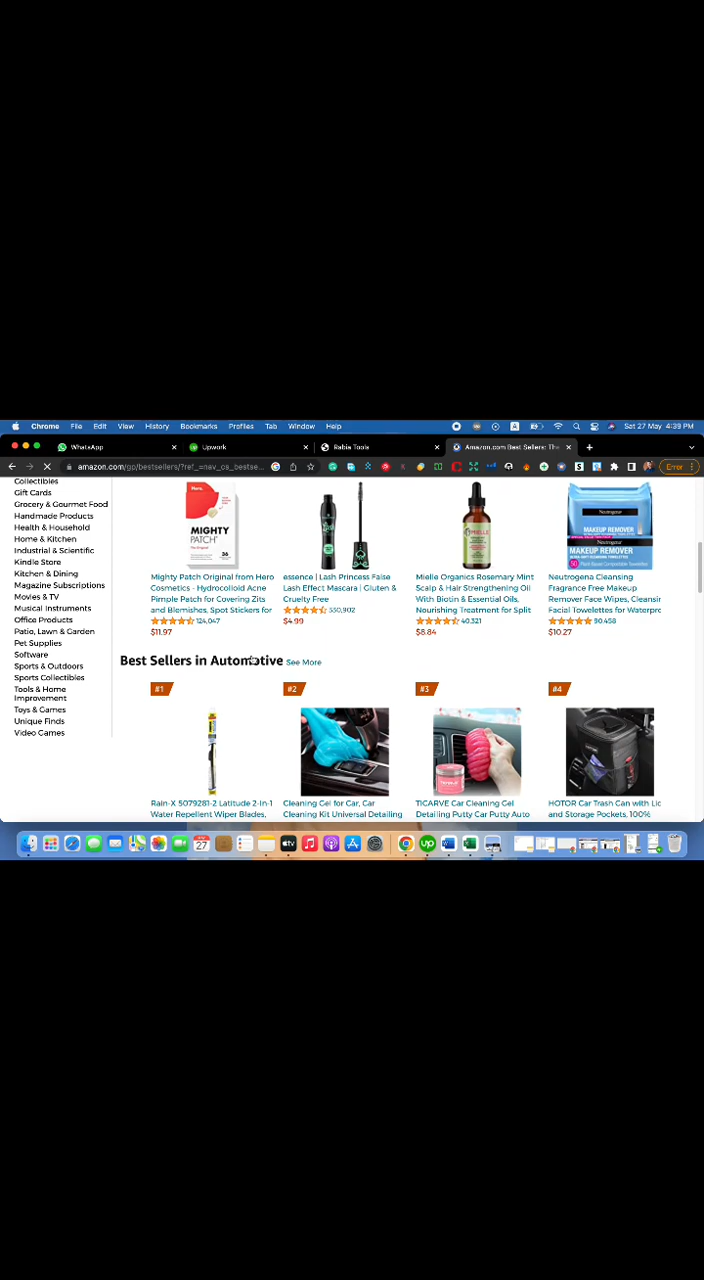 Chrome File Edit View History Bookmarks Profiles Tab Window Help Sat 27 May 4:39 PM
WhatsApp Upwork Rabia Tools Amazon.com Best Sellers: The
amazon.com/gp/bestsellers/?ref_=nav_cs_bestse... Error
Collectibles
Gift Cards
Grocery & Gourmet Food
Handmade Products
Health & Household
Home & Kitchen
Industrial & Scientific
Kindle Store
Kitchen & Dining
Magazine Subscriptions
Movies & TV
Musical Instruments
Office Products
Patio, Lawn & Garden
Pet Supplies
Software
Sports & Outdoors
Sports Collectibles
Tools & Home
Improvement
Toys & Games
Unique Finds
Video Games
Hero.
MIGHTY
PATCH
36
Mighty Patch Original from Hero
Cosmetics - Hydrocolloid Acne
Pimple Patch for Covering Zits
and Blemishes, Spot Stickers for
124,047
$11.97
essence | Lash Princess False
Lash Effect Mascara | Gluten &
Cruelty Free
330,902
$4.99
MIELLE
Mielle Organics Rosemary Mint
Scalp & Hair Strengthening Oil
With Biotin & Essential Oils,
Nourishing Treatment for Split
40,321
$8.84
Neutrogena
Neutrogena
MAKEUP REMOVER
Neutrogena Cleansing
Fragrance Free Makeup
Remover Face Wipes, Cleansin
Facial Towelettes for Waterpro
90,458
$10.27
Best Sellers in Automotive See More
#1
Rain-X 5079281-2 Latitude 2-In-1
Water Repellent Wiper Blades,
#2
Cleaning Gel for Car, Car
Cleaning Kit Universal Detailing
#3
TICARVE Car Cleaning Gel
Detailing Putty Car Putty Auto
#4
HOTOR Car Trash Can with Lid
and Storage Pockets, 100%
27